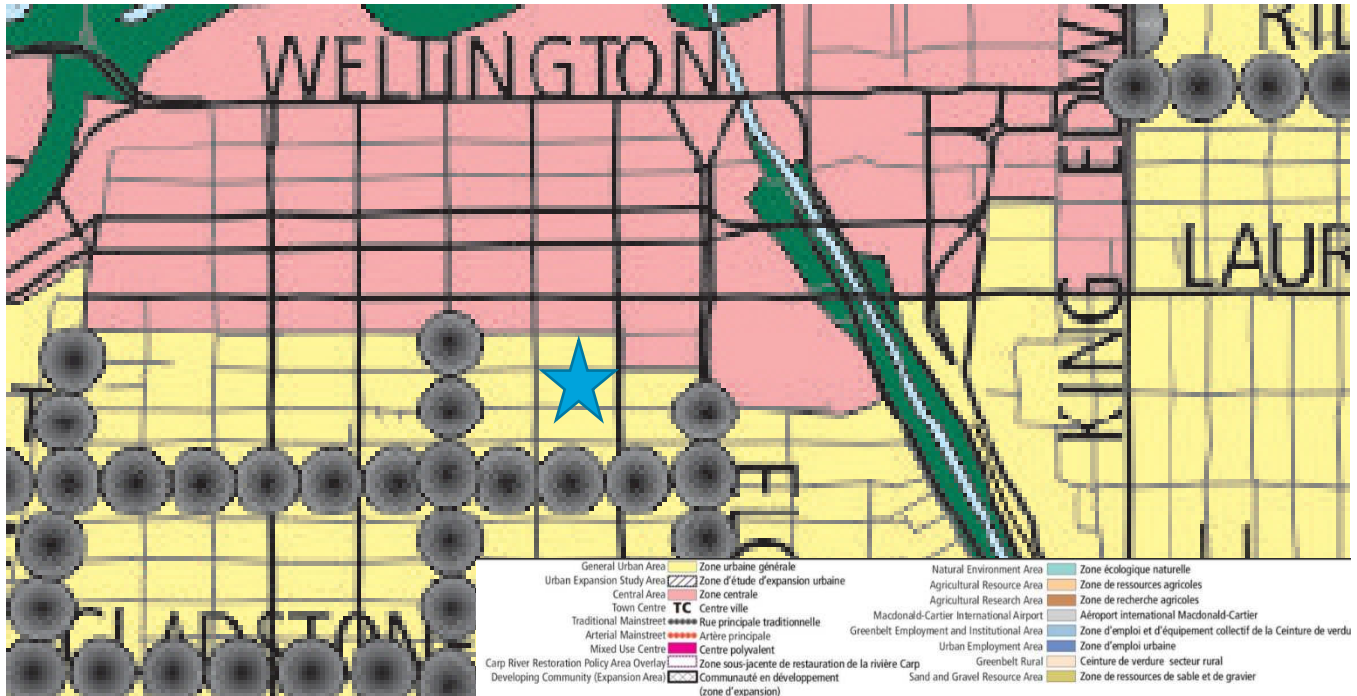 WELLINGTON
KING EDW
LAUR
GLADSTON
General Urban Area Zone urbaine générale
Urban Expansion Study Area Zone d'étude d'expansion urbaine
Central Area Zone centrale
Town Centre TC Centre ville
Traditional Mainstreet Rue principale traditionnelle
Arterial Mainstreet Artère principale
Mixed Use Centre Centre polyvalent
Carp River Restoration Policy Area Overlay Zone sous-jacente de restauration de la rivière Carp
Developing Community (Expansion Area) Communauté en développement
(zone d'expansion)
Natural Environment Area Zone écologique naturelle
Agricultural Resource Area Zone de ressources agricoles
Agricultural Research Area Zone de recherche agricoles
Macdonald-Cartier International Airport Aéroport international Macdonald-Cartier
Greenbelt Employment and Institutional Area Zone d'emploi et d'équipement collectif de la Ceinture de verdu
Urban Employment Area Zone d'emploi urbaine
Greenbelt Rural Ceinture de verdure secteur rural
Sand and Gravel Resource Area Zone de ressources de sable et de gravier